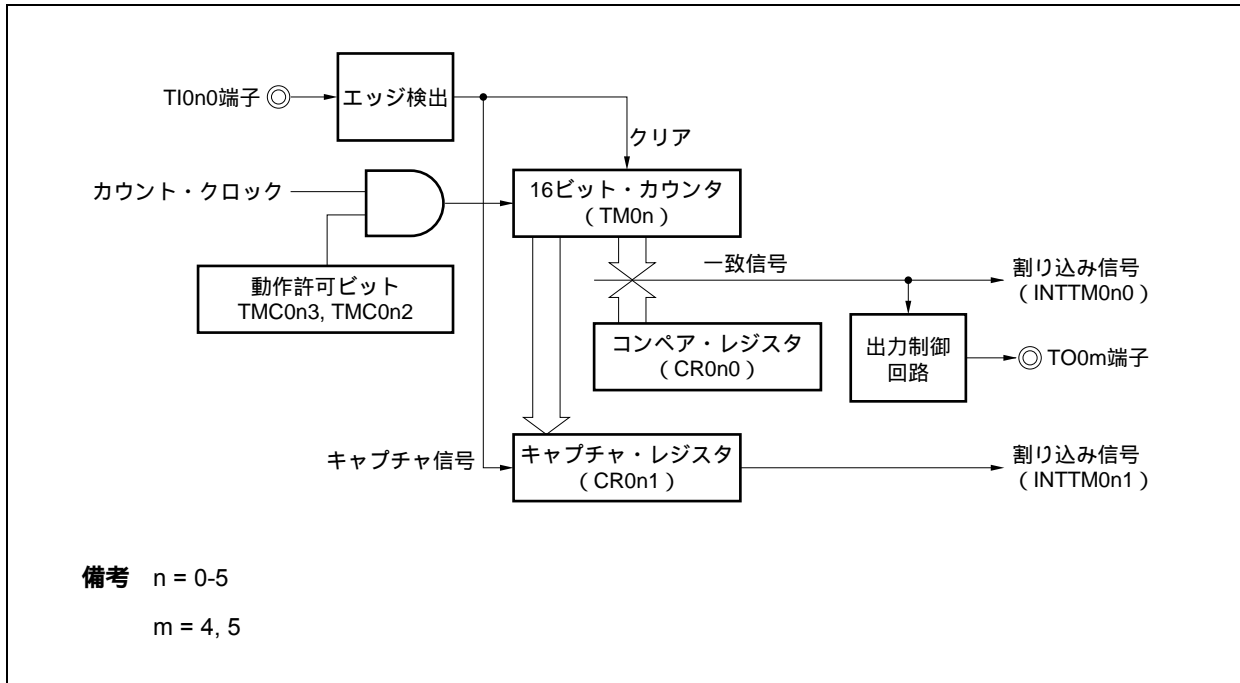 TI0n0端子
エッジ検出
クリア
カウント・クロック
16ビット・カウンタ
(TM0n)
動作許可ビット
TMC0n3, TMC0n2
一致信号
割り込み信号
(INTTM0n0)
コンペア・レジスタ
(CR0n0)
出力制御
回路
TO0m端子
キャプチャ信号
キャプチャ・レジスタ
(CR0n1)
割り込み信号
(INTTM0n1)
備考 n = 0-5
m = 4, 5